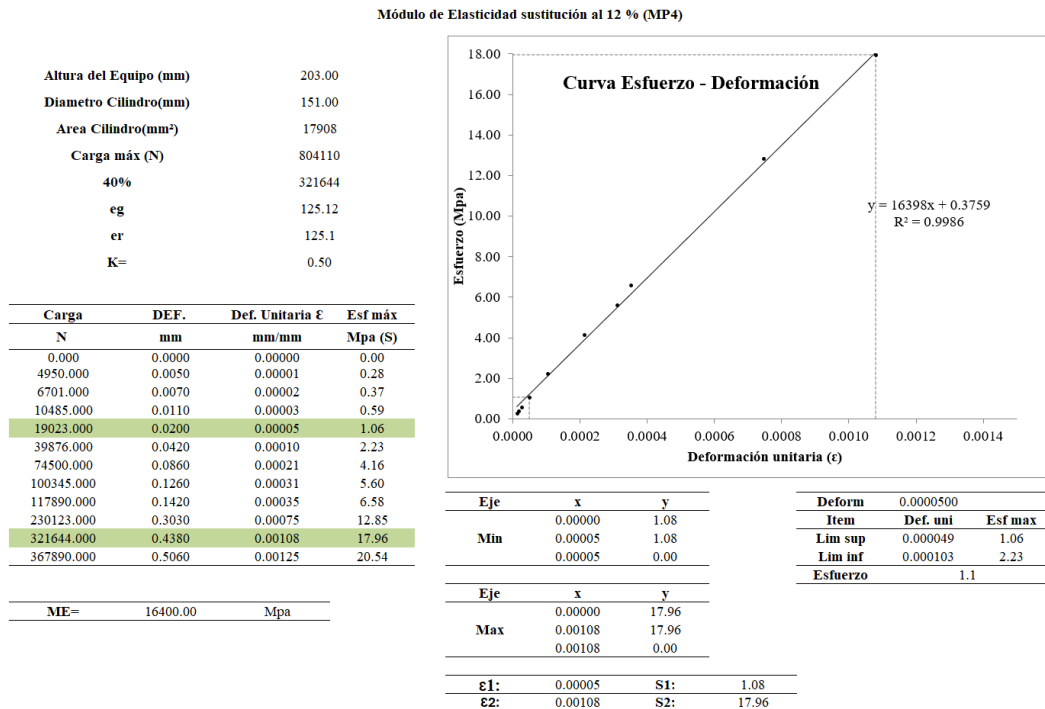 Módulo de Elasticidad sustitución al 12 % (MP4)
Altura del Equipo (mm) 203.00
Diametro Cilindro(mm) 151.00
Area Cilindro(mm²) 17908
Carga máx (N) 804110
40% 321644
eg 125.12
er 125.1
K= 0.50
Carga DEF. Def. Unitaria Ɛ Esf máx
N mm mm/mm Mpa (S)
0.000 0.0000 0.00000 0.00
4950.000 0.0050 0.00001 0.28
6701.000 0.0070 0.00002 0.37
10485.000 0.0110 0.00003 0.59
19023.000 0.0200 0.00005 1.06
39876.000 0.0420 0.00010 2.23
74500.000 0.0860 0.00021 4.16
100345.000 0.1260 0.00031 5.60
117890.000 0.1420 0.00035 6.58
230123.000 0.3030 0.00075 12.85
321644.000 0.4380 0.00108 17.96
367890.000 0.5060 0.00125 20.54
ME= 16400.00 Mpa
Curva Esfuerzo - Deformación
Esfuerzo (Mpa)
18.00
16.00
14.00
12.00
10.00
8.00
6.00
4.00
2.00
0.00
y = 16398x + 0.3759
R² = 0.9986
0.0000 0.0002 0.0004 0.0006 0.0008 0.0010 0.0012 0.0014
Deformación unitaria (ε)
Eje x y
0.00000 1.08
Min 0.00005 1.08
0.00005 0.00
Eje x y
0.00000 17.96
Max 0.00108 17.96
0.00108 0.00
ε1: 0.00005 S1: 1.08
ε2: 0.00108 S2: 17.96
Deform 0.0000500
Item Def. uni Esf max
Lim sup 0.000049 1.06
Lim inf 0.000103 2.23
Esfuerzo 1.1